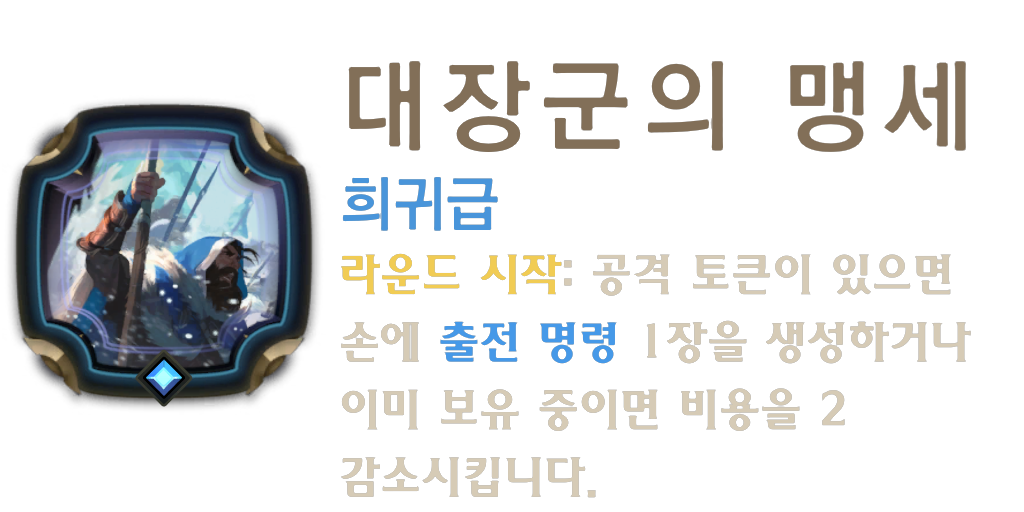 대장군의 맹세
희귀급
라운드 시작: 공격 토큰이 있으면
손에 출전 명령 1장을 생성하거나
이미 보유 중이면 비용을 2
감소시킵니다.